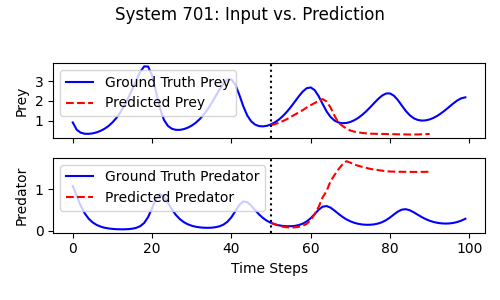 System 701: Input vs. Prediction
Prey
3
2
1
Ground Truth Prey
Predicted Prey
Predator
1
0
Ground Truth Predator
Predicted Predator
0 20 40 60 80 100
Time Steps